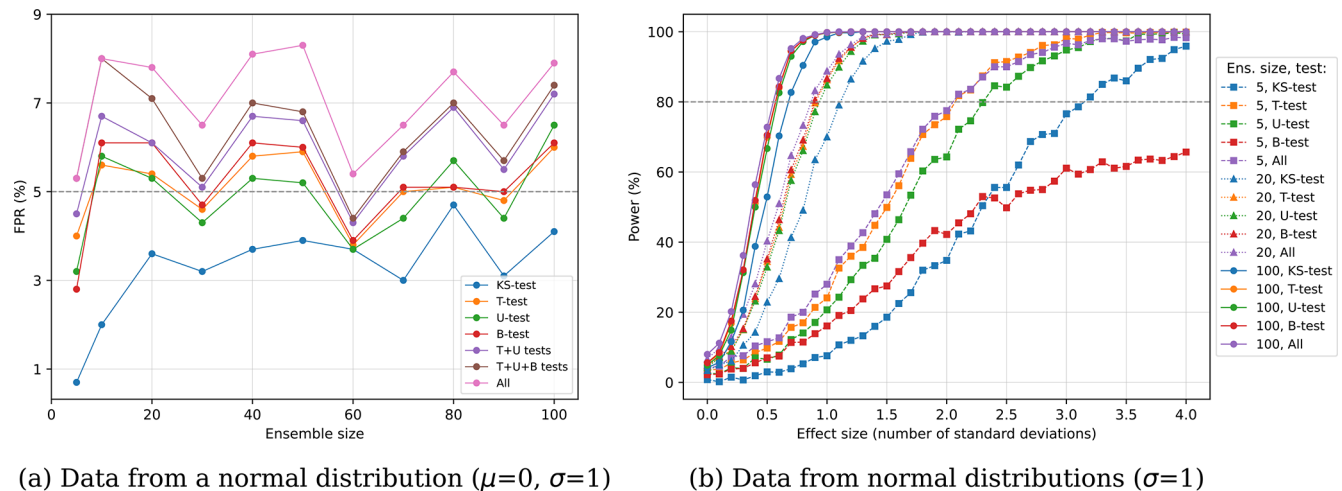 9
7
5
3
1
FPR (%)
0
20
40
60
80
100
Ensemble size
KS-test
T-test
U-test
B-test
T+U tests
T+U+B tests
All
(a) Data from a normal distribution (μ=0, σ=1)
100
80
60
40
20
0
Power (%)
0.0
0.5
1.0
1.5
2.0
2.5
3.0
3.5
4.0
Effect size (number of standard deviations)
Ens. size, test:
5, KS-test
5, T-test
5, U-test
5, B-test
5, All
20, KS-test
20, T-test
20, U-test
20, B-test
20, All
100, KS-test
100, T-test
100, U-test
100, B-test
100, All
(b) Data from normal distributions (σ=1)